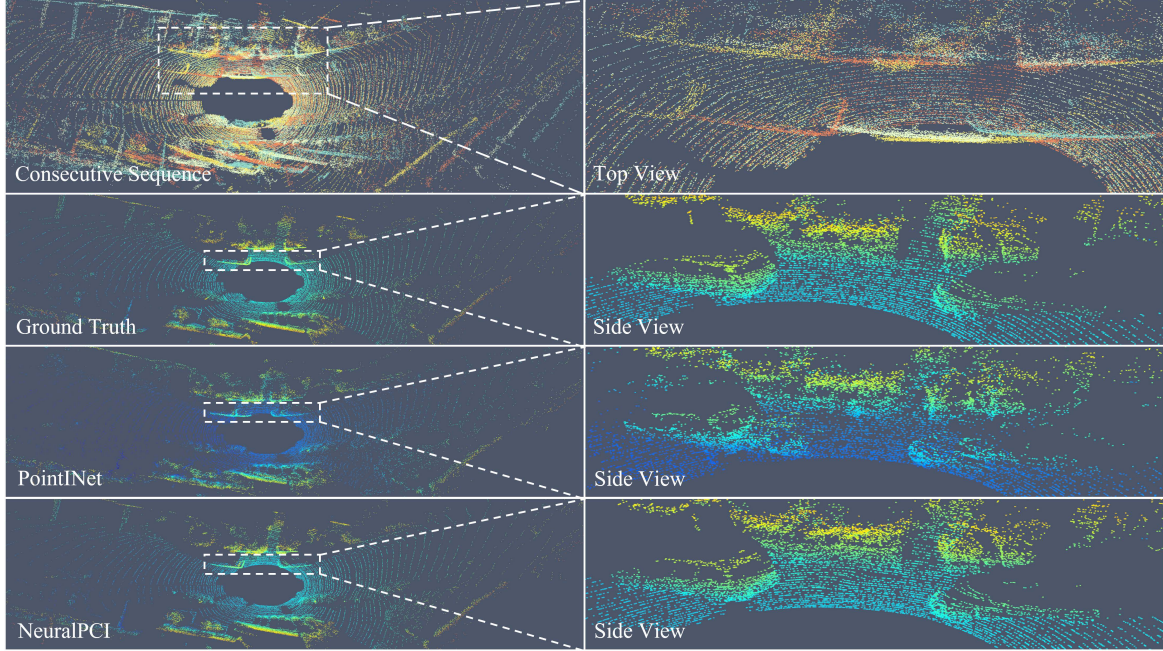 Consecutive Sequence
Top View
Ground Truth
Side View
PointINet
Side View
NeuralPCI
Side View